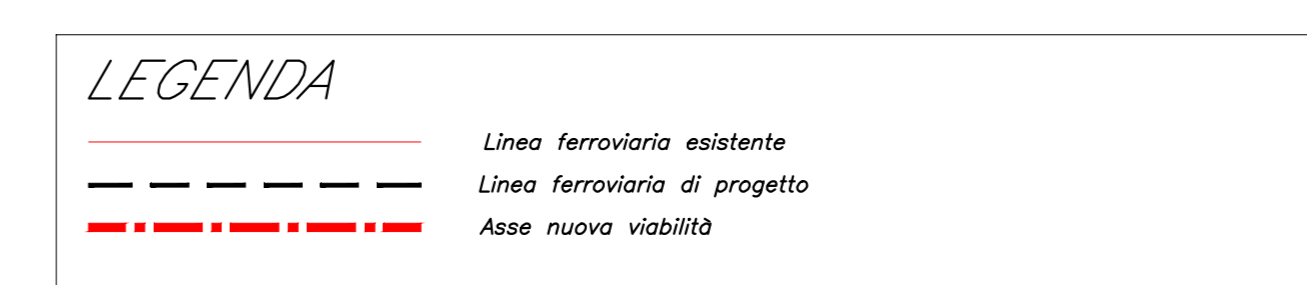 LEGENDA
Linea ferroviaria esistente
Linea ferroviaria di progetto
Asse nuova viabilità